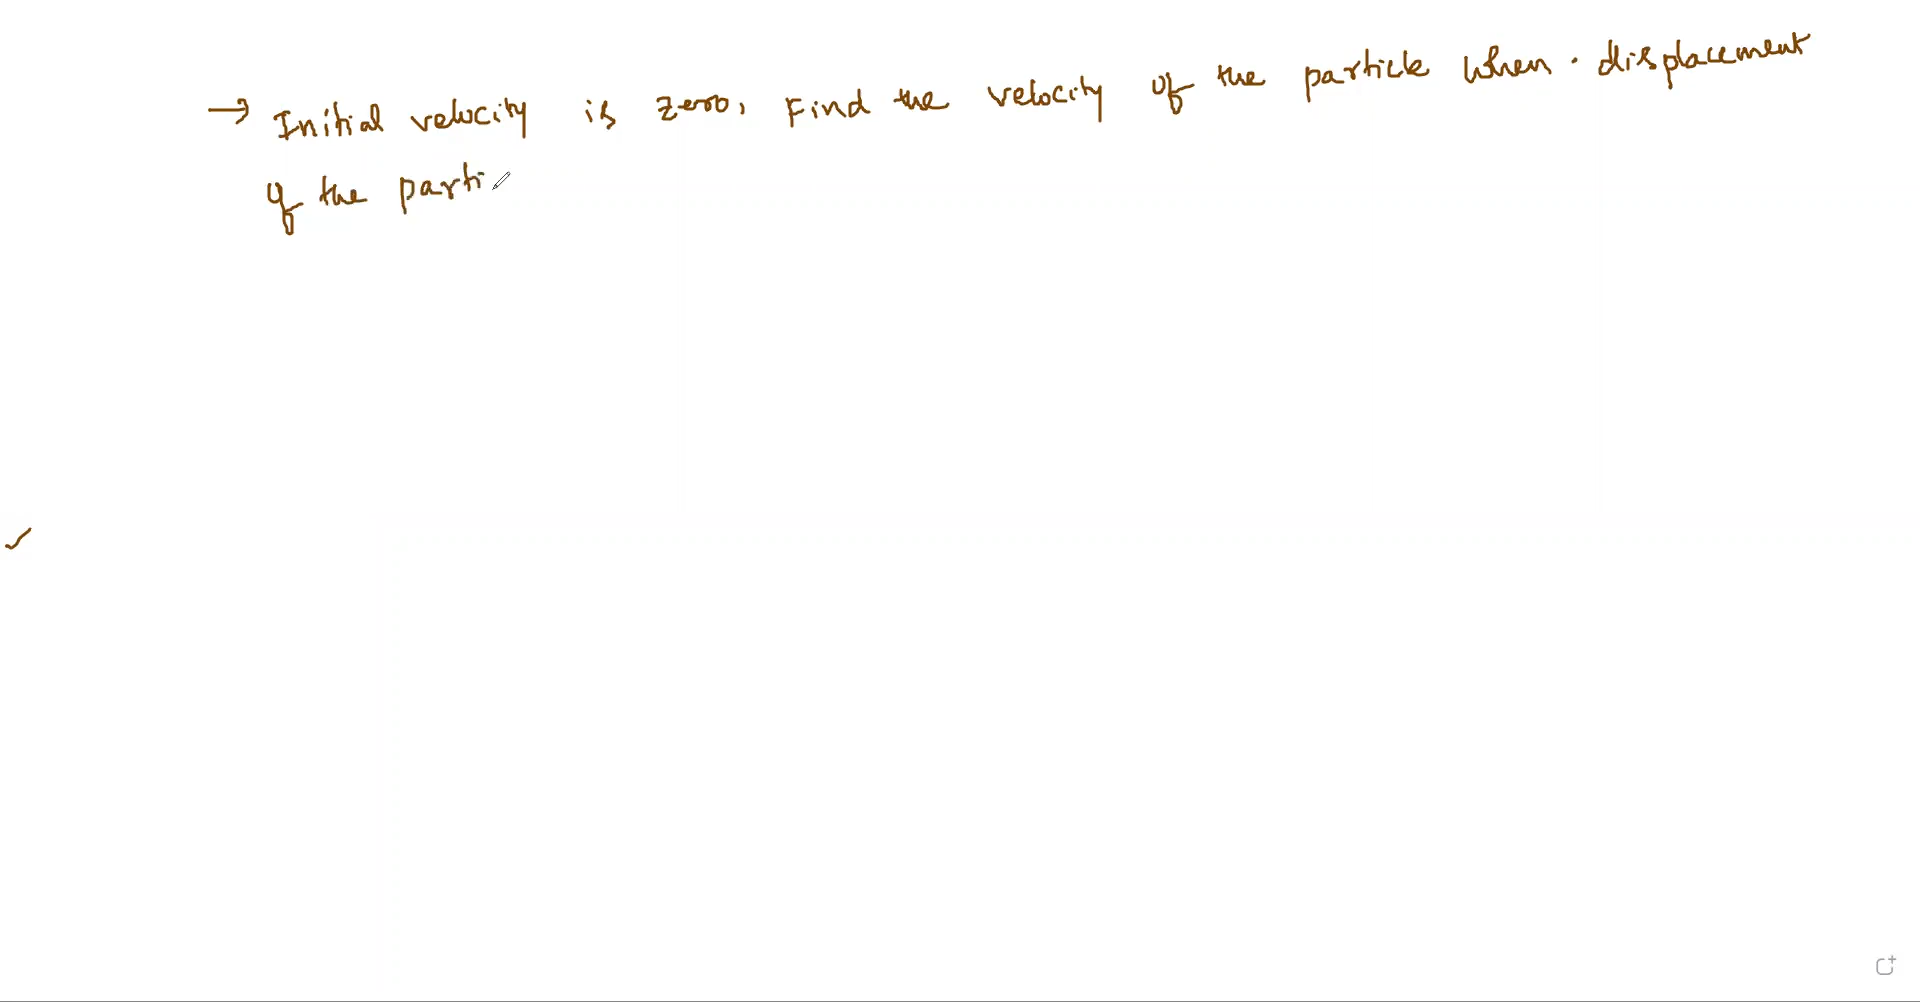 → Initial velocity is zero, Find the velocity of the particle when . displacement
of the parti